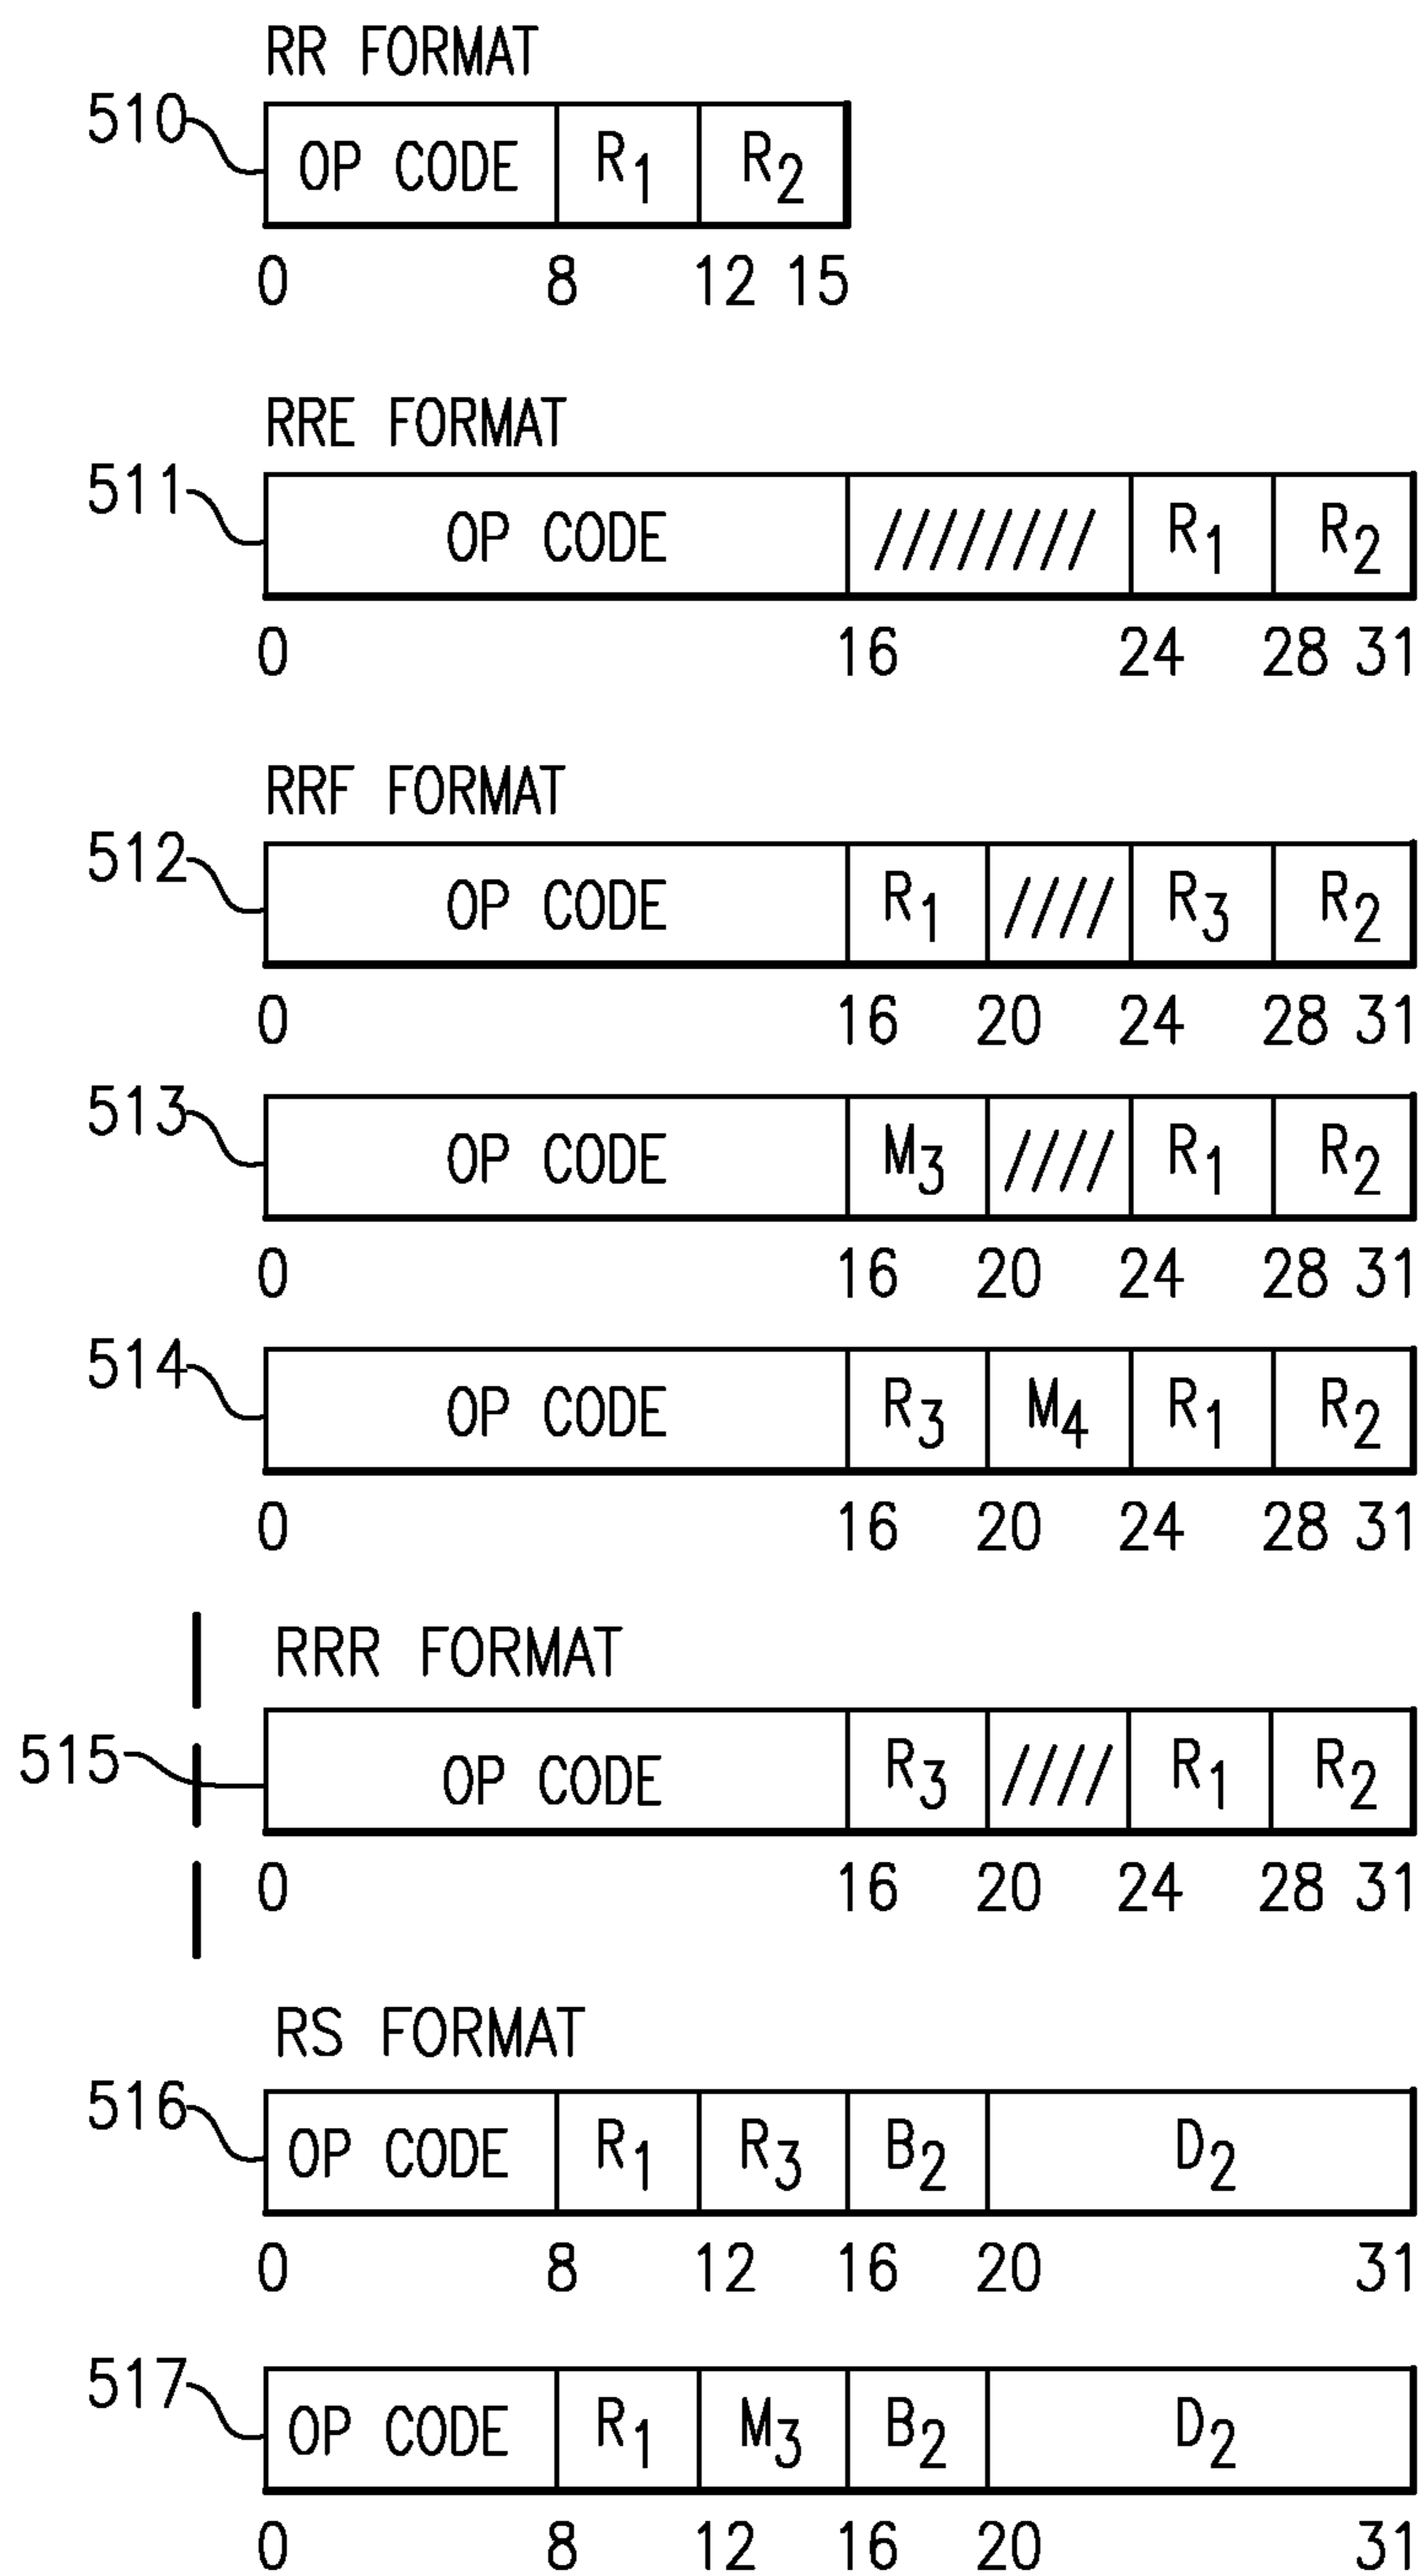 RR FORMAT
510
OP CODE R1 R2
0 8 12 15
RRE FORMAT
511
OP CODE //////// R1 R2
0 16 24 28 31
RRF FORMAT
512
OP CODE R1 //// R3 R2
0 16 20 24 28 31
513
OP CODE M3 //// R1 R2
0 16 20 24 28 31
514
OP CODE R3 M4 R1 R2
0 16 20 24 28 31
RRR FORMAT
515
OP CODE R3 //// R1 R2
0 16 20 24 28 31
RS FORMAT
516
OP CODE R1 R3 B2 D2
0 8 12 16 20 31
517
OP CODE R1 M3 B2 D2
0 8 12 16 20 31